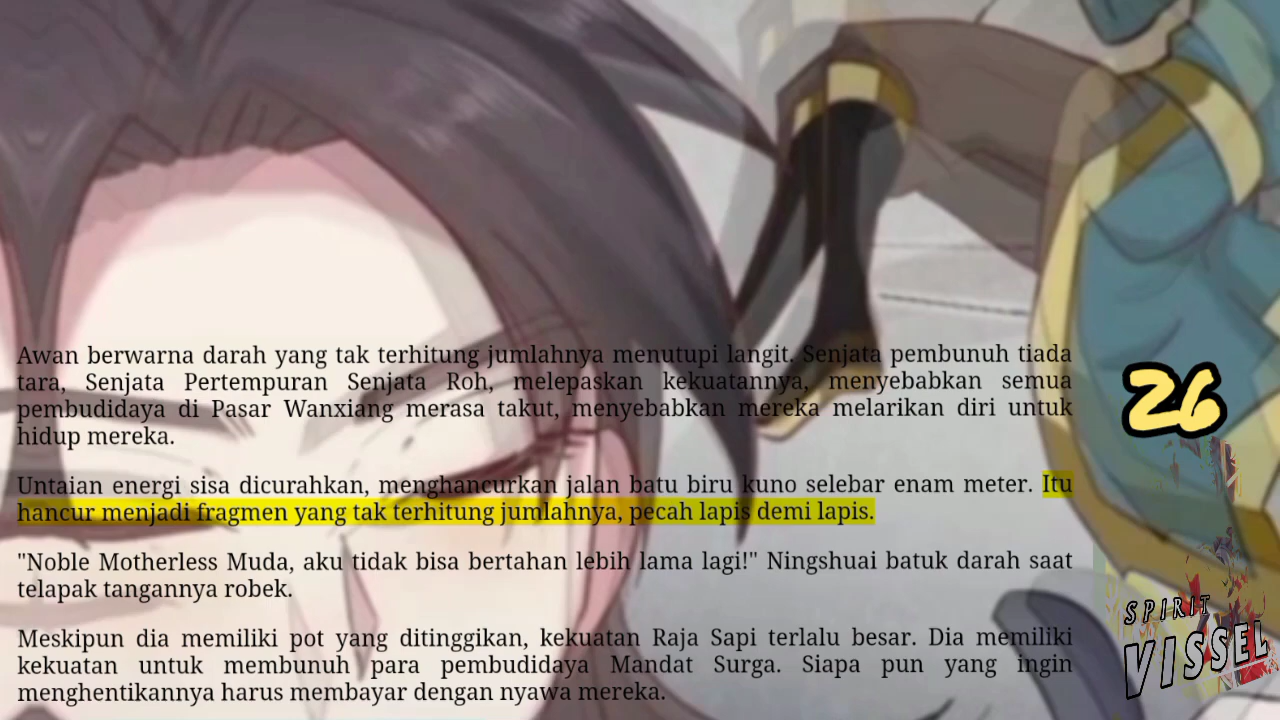 Awan berwarna darah yang tak terhitung jumlahnya menutupi langit. Senjata pembunuh tiada
tara, Senjata Pertempuran Senjata Roh, melepaskan kekuatannya, menyebabkan semua
pembudidaya di Pasar Wanxiang merasa takut, menyebabkan mereka melarikan diri untuk
hidup mereka.
Untaian energi sisa dicurahkan, menghancurkan jalan batu biru kuno selebar enam meter. Itu
hancur menjadi fragmen yang tak terhitung jumlahnya, pecah lapis demi lapis.
"Noble Motherless Muda, aku tidak bisa bertahan lebih lama lagi!" Ningshuai batuk darah saat
telapak tangannya robek.
Meskipun dia memiliki pot yang ditinggikan, kekuatan Raja Sapi terlalu besar. Dia memiliki
kekuatan untuk membunuh para pembudidaya Mandat Surga. Siapa pun yang ingin
menghentikannya harus membayar dengan nyawa mereka.
26
SPIRIT
VISSEL